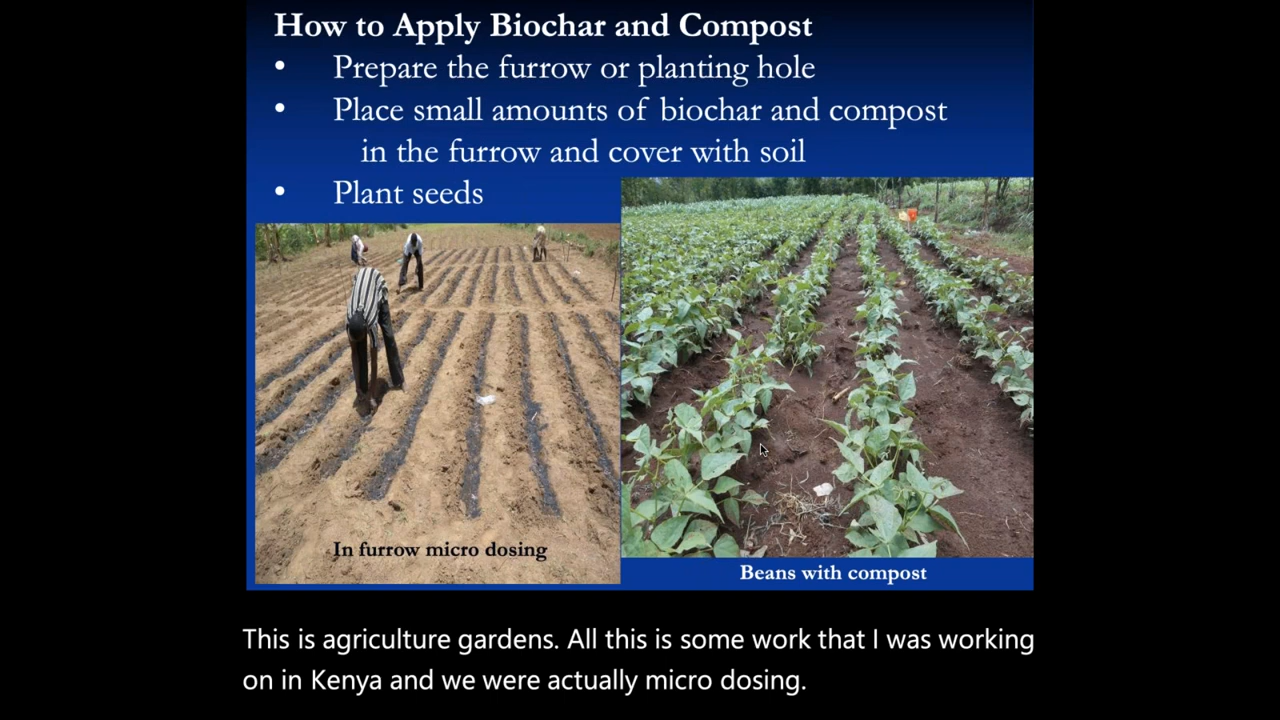 How to Apply Biochar and Compost
• Prepare the furrow or planting hole
• Place small amounts of biochar and compost
in the furrow and cover with soil
• Plant seeds
In furrow micro dosing
Beans with compost
This is agriculture gardens. All this is some work that I was working
on in Kenya and we were actually micro dosing.